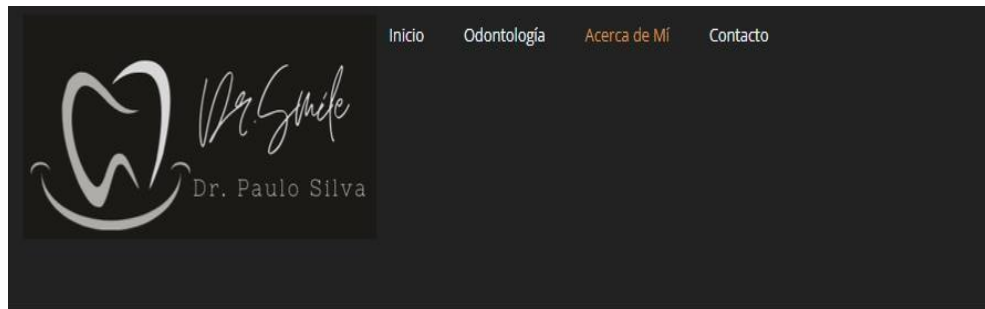 Inicio Odontología Acerca de Mí Contacto
Dr. Smile
Dr. Paulo Silva